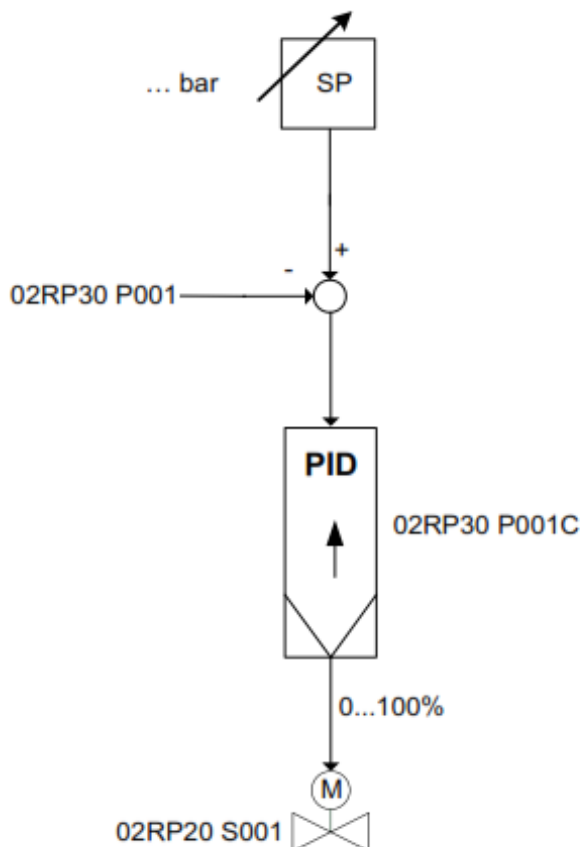 ... bar
SP
+
-
02RP30 P001
PID
02RP30 P001C
0...100%
M
02RP20 S001